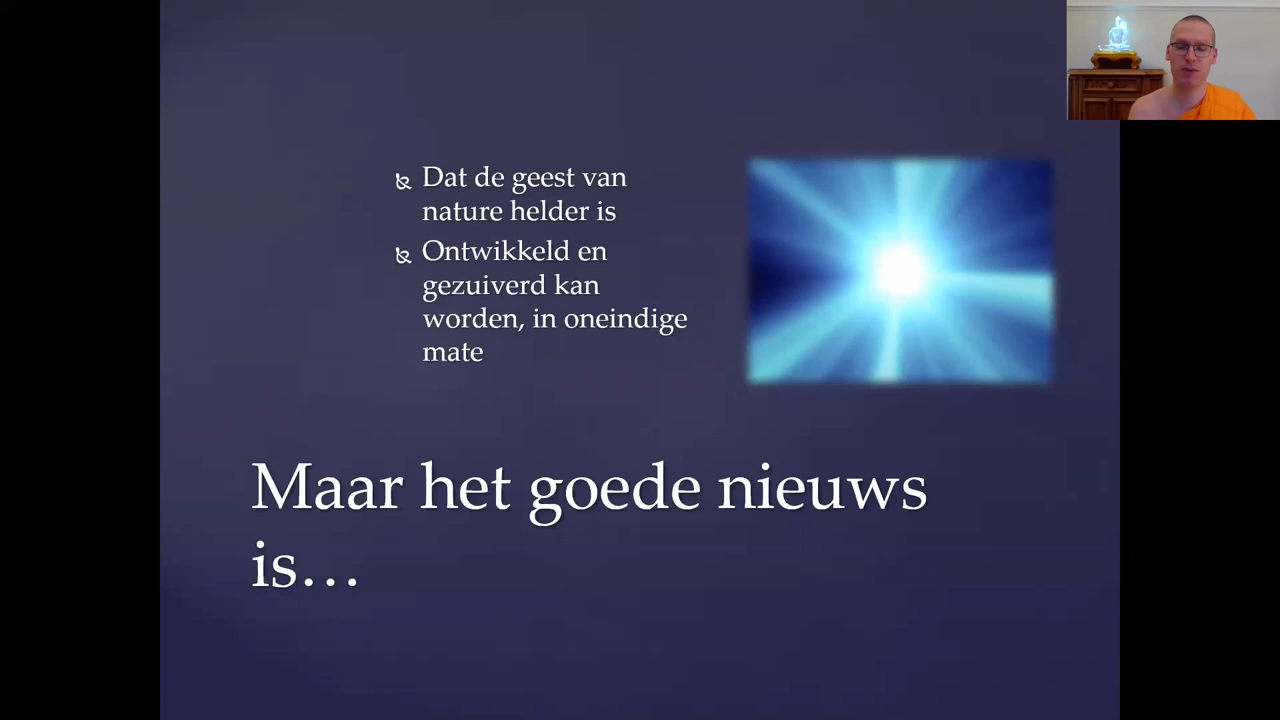 Dat de geest van
nature helder is
Ontwikkeld en
gezuiverd kan
worden, in oneindige
mate
Maar het goede nieuws
is…